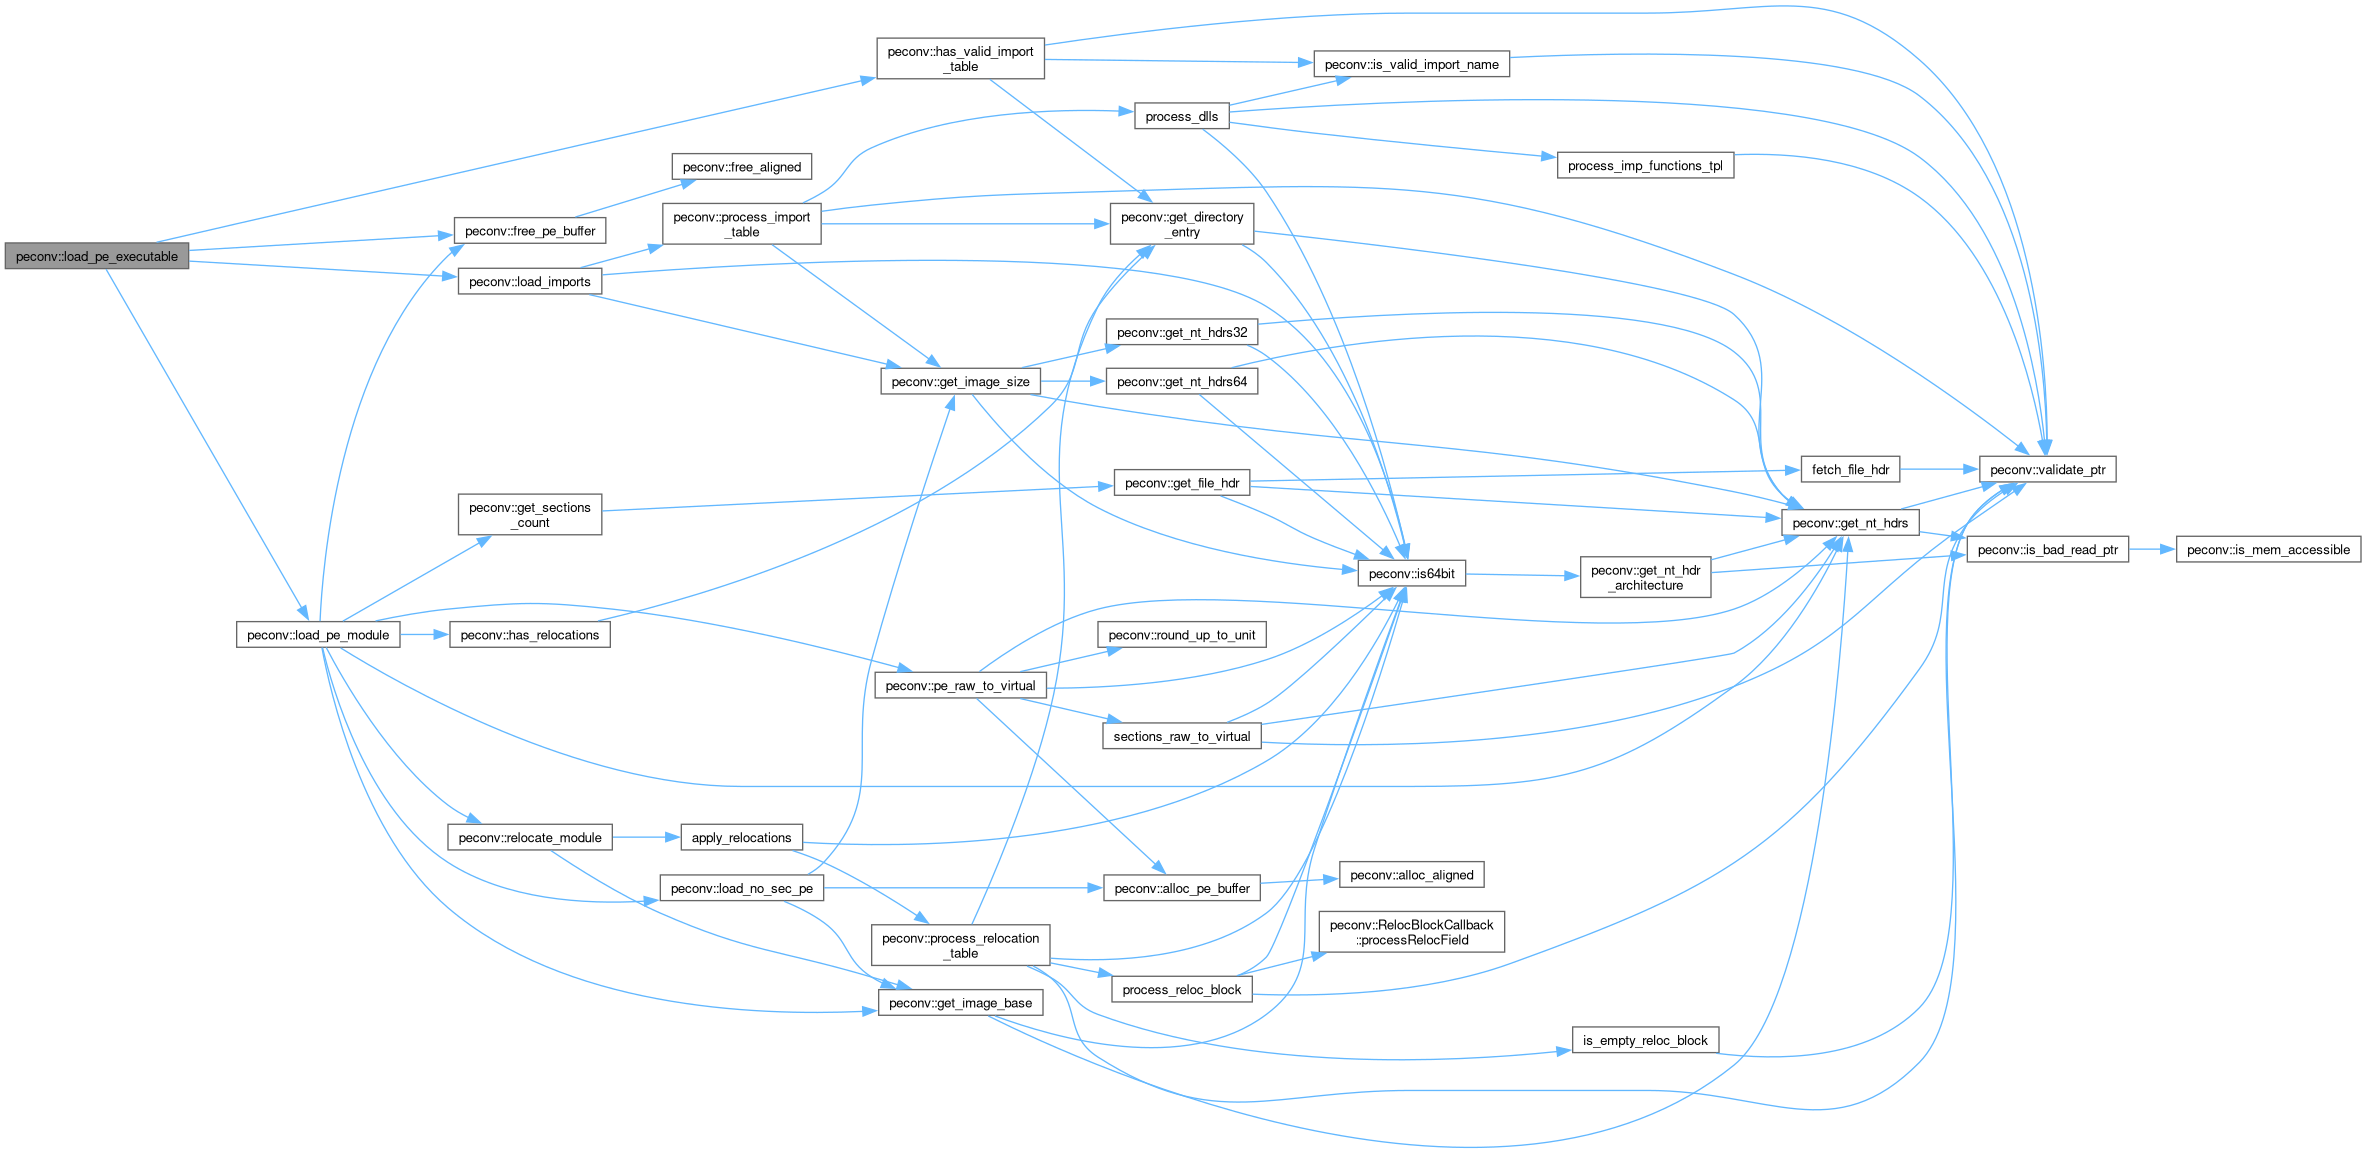 peconv::load_pe_executable
peconv::has_valid_import
_table
peconv::is_valid_import_name
process_dlls
peconv::free_aligned
process_imp_functions_tpl
peconv::free_pe_buffer
peconv::process_import
_table
peconv::get_directory
_entry
peconv::load_imports
peconv::get_nt_hdrs32
peconv::get_image_size
peconv::get_nt_hdrs64
peconv::get_sections
_count
peconv::get_file_hdr
fetch_file_hdr
peconv::validate_ptr
peconv::get_nt_hdrs
peconv::is_bad_read_ptr
peconv::is_mem_accessible
peconv::is64bit
peconv::get_nt_hdr
_architecture
peconv::load_pe_module
peconv::has_relocations
peconv::round_up_to_unit
peconv::pe_raw_to_virtual
sections_raw_to_virtual
peconv::relocate_module
apply_relocations
peconv::load_no_sec_pe
peconv::alloc_pe_buffer
peconv::alloc_aligned
peconv::process_relocation
_table
peconv::RelocBlockCallback
::processRelocField
process_reloc_block
peconv::get_image_base
is_empty_reloc_block